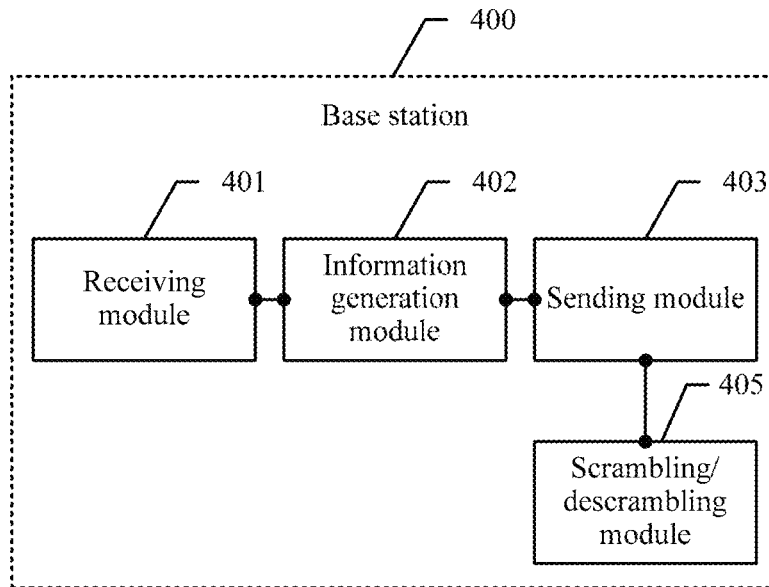 400
Base station
401
402
403
Receiving
module
Information
generation
module
Sending module
405
Scrambling/
descrambling
module